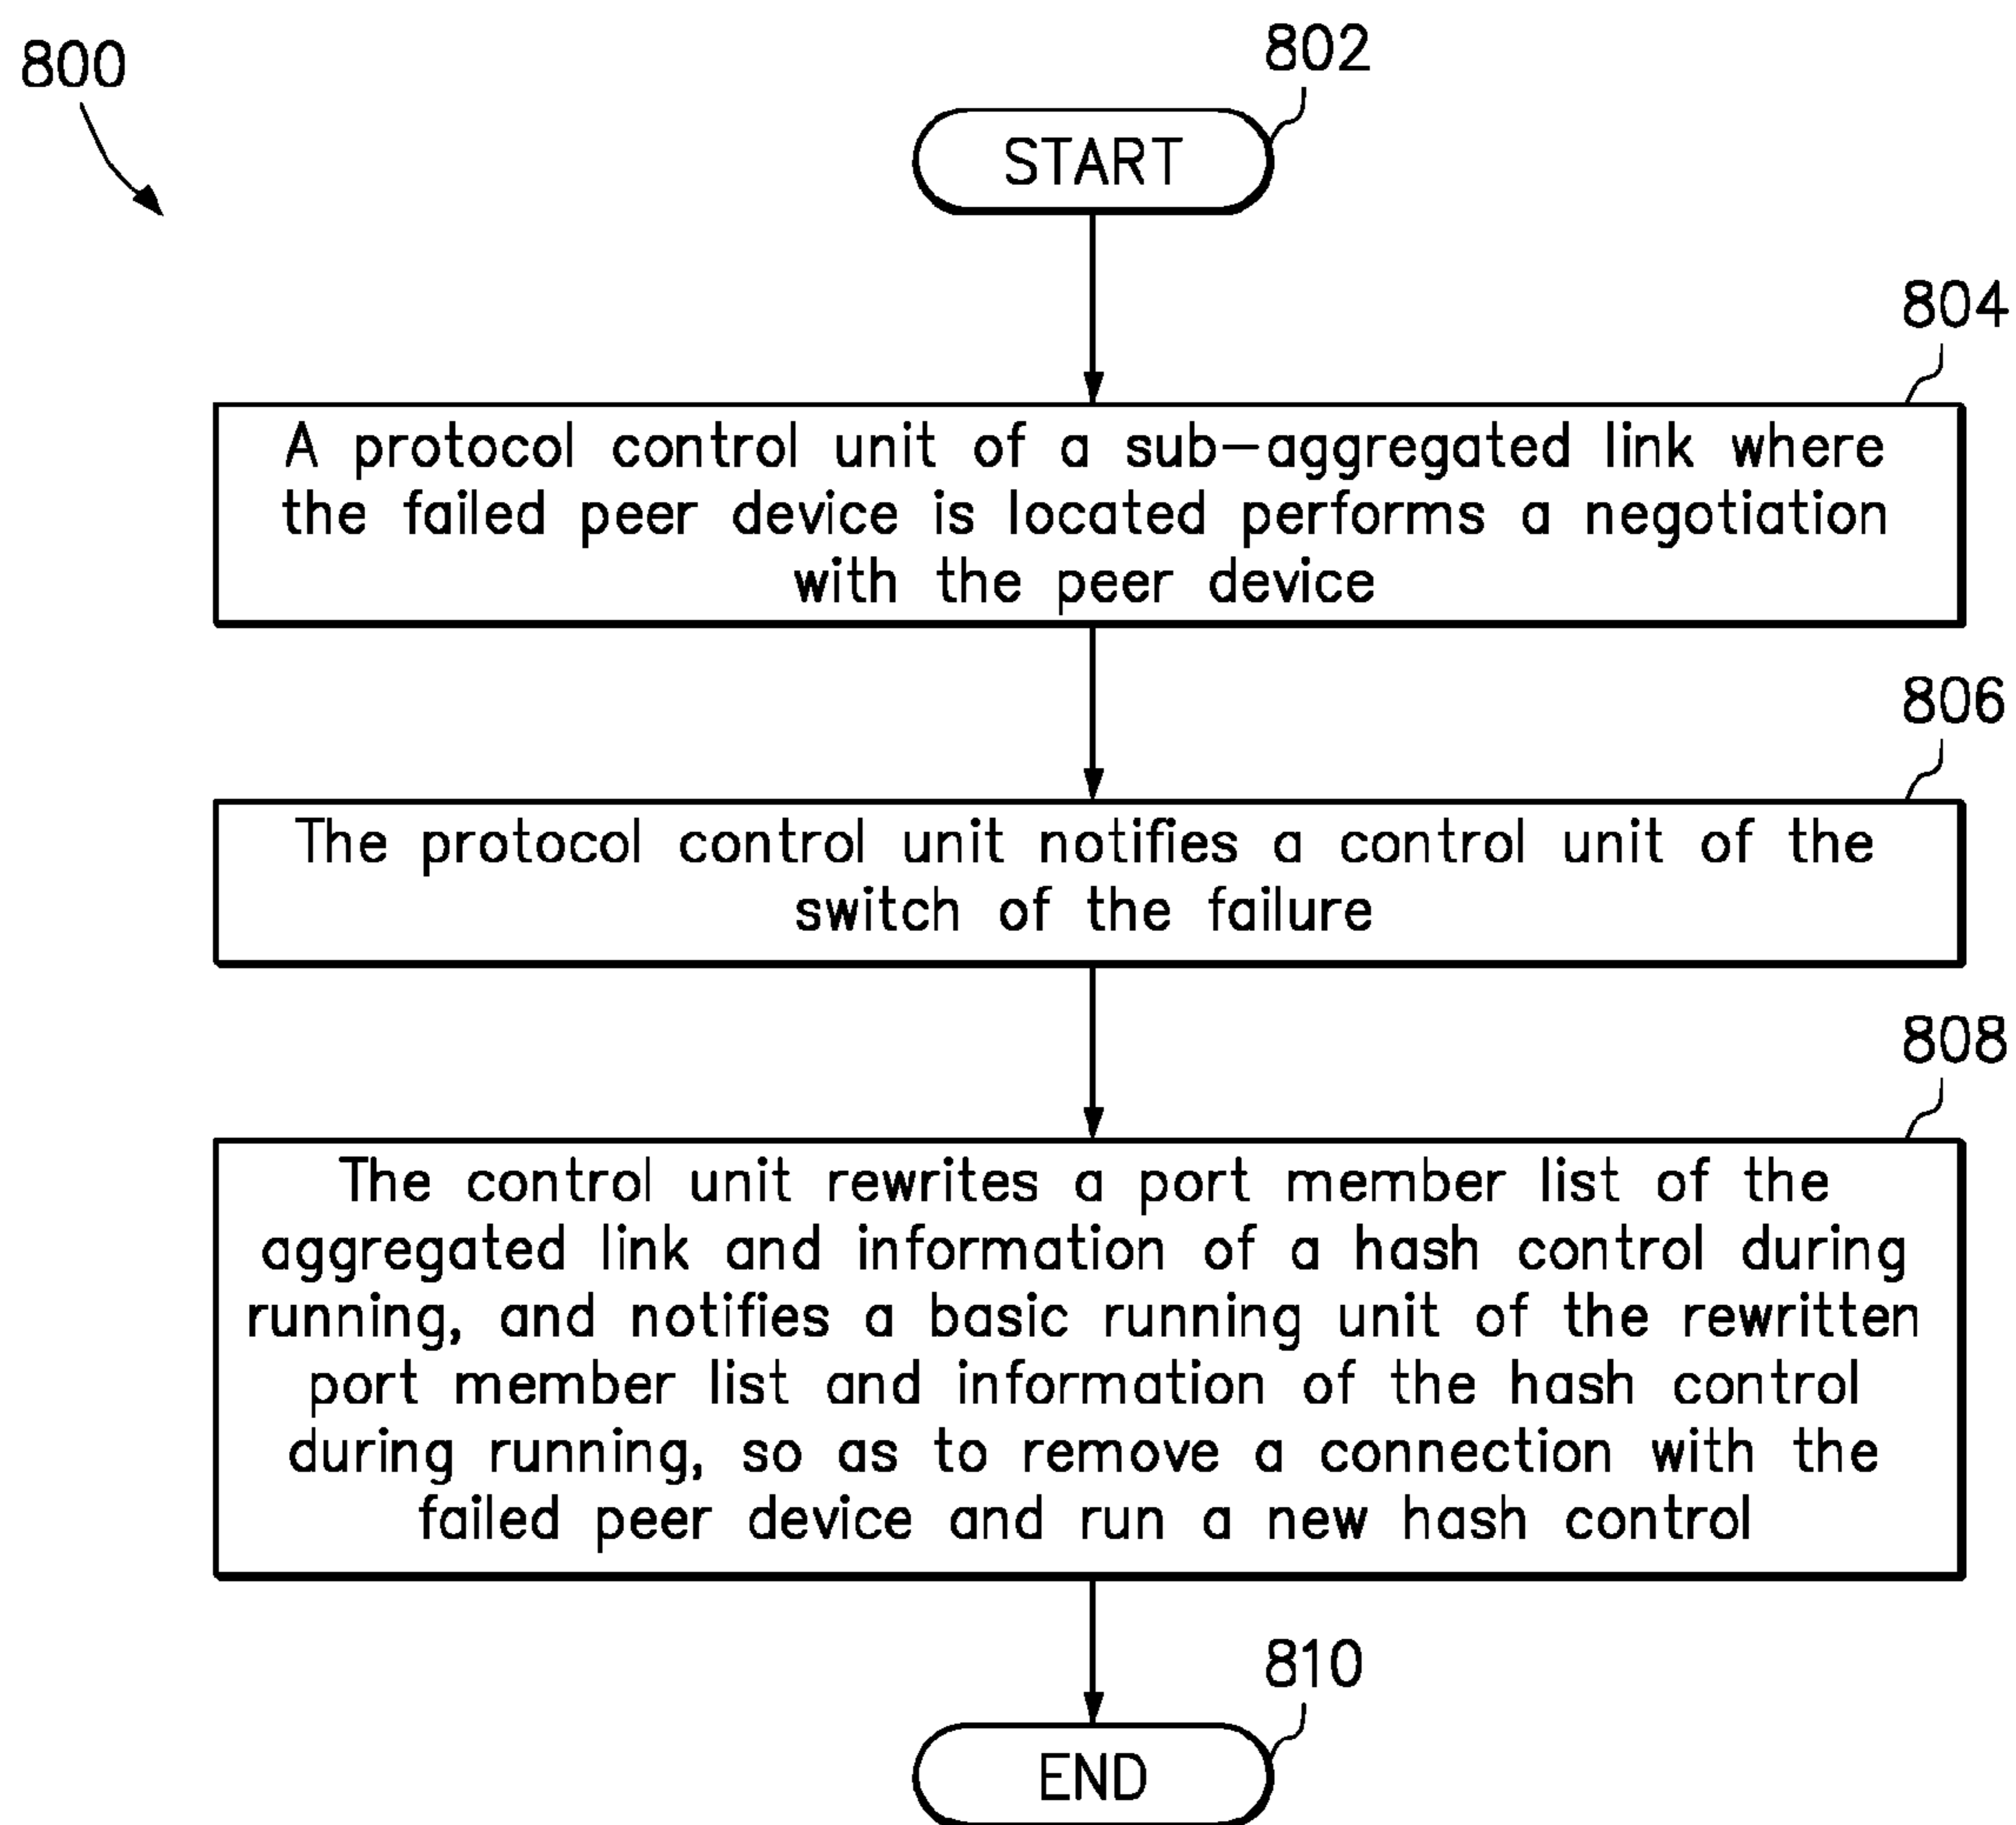 800
802
START
804
A protocol control unit of a sub-aggregated link where
the failed peer device is located performs a negotiation
with the peer device
806
The protocol control unit notifies a control unit of the
switch of the failure
808
The control unit rewrites a port member list of the
aggregated link and information of a hash control during
running, and notifies a basic running unit of the rewritten
port member list and information of the hash control
during running, so as to remove a connection with the
failed peer device and run a new hash control
810
END